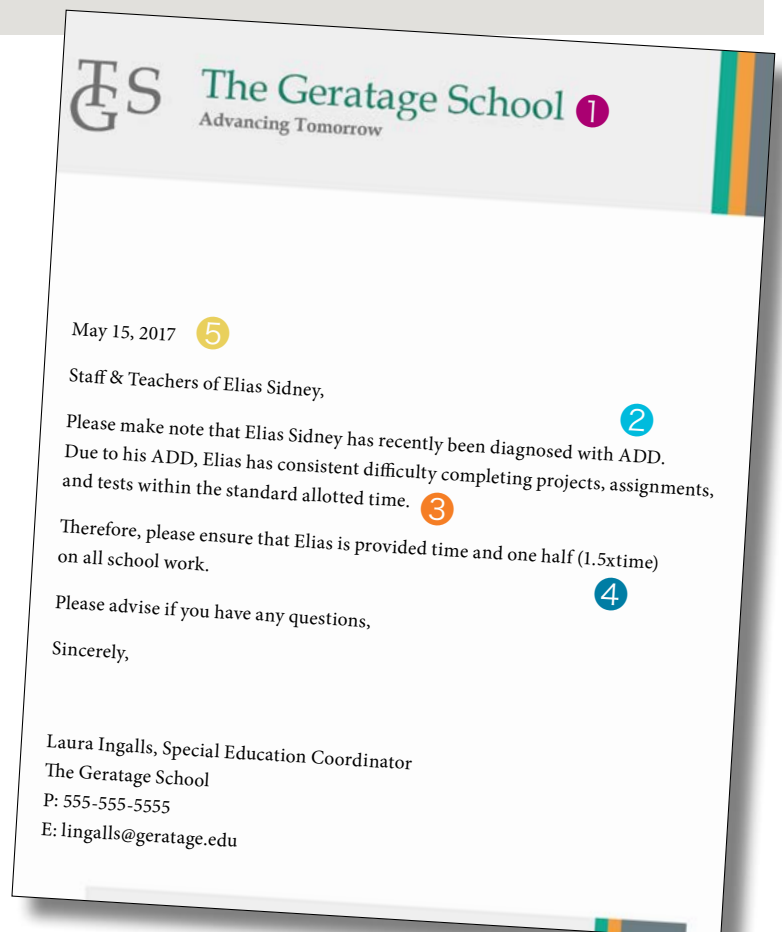 TGS
The Geratage School 1
Advancing Tomorrow
May 15, 2017 5
Staff & Teachers of Elias Sidney,
2
Please make note that Elias Sidney has recently been diagnosed with ADD.
Due to his ADD, Elias has consistent difficulty completing projects, assignments,
and tests within the standard allotted time. 3
Therefore, please ensure that Elias is provided time and one half (1.5xtime)
on all school work.
4
Please advise if you have any questions,
Sincerely,
Laura Ingalls, Special Education Coordinator
The Geratage School
P: 555-555-5555
E: lingalls@geratage.edu